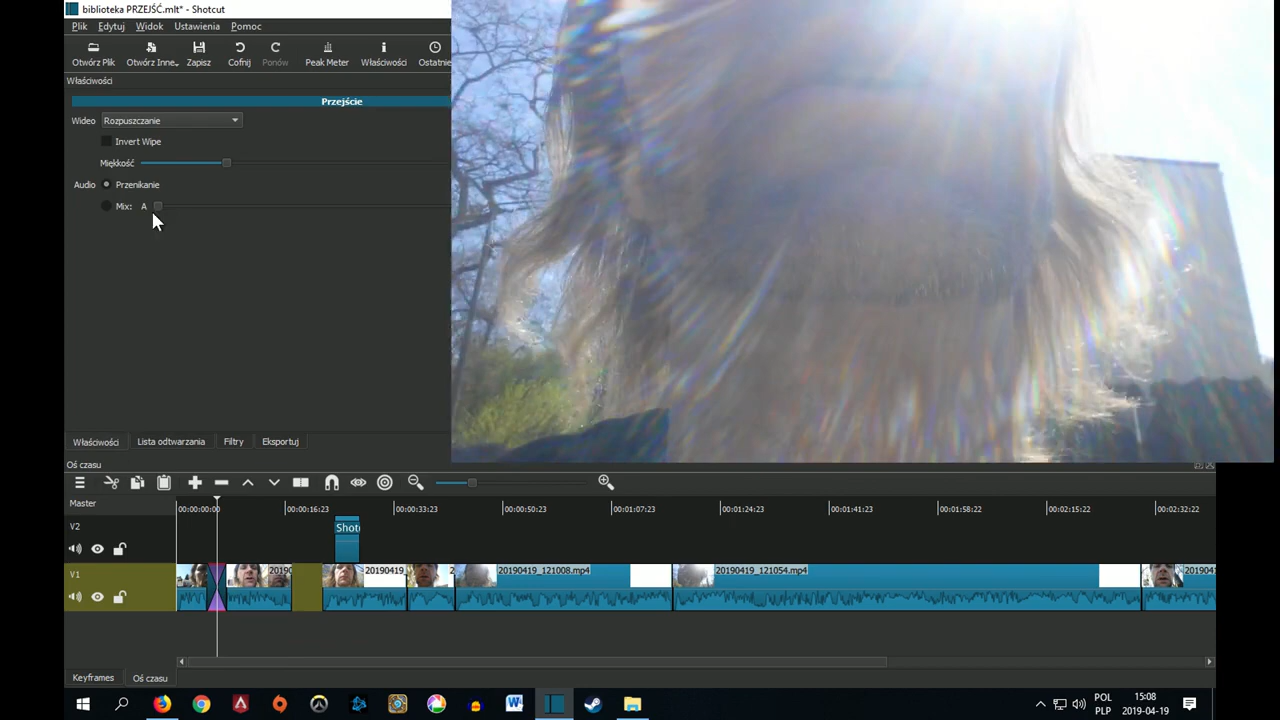 biblioteka PRZEJŚĆ.mlt* - Shotcut
Plik Edytuj Widok Ustawienia Pomoc
Otwórz Plik Otwórz Inne Zapisz Cofnij Ponów Peak Meter Właściwości Ostatnie
Właściwości
Przejście
Wideo Rozpuszczanie
Invert Wipe
Miękkość
Audio Przenikanie
Mix: A
Właściwości Lista odtwarzania Filtry Eksportuj
Oś czasu
Master 00:00:00:00 00:00:16:23 00:00:33:23 00:00:50:23 00:01:07:23 00:01:24:23 00:01:41:23 00:01:58:22 00:02:15:22 00:02:32:22
V2 Shotc
V1 2019 20190419_ 2 20190419_121008.mp4 20190419_121054.mp4 2019041
Keyframes Oś czasu
POL 15:08
PLP 2019-04-19